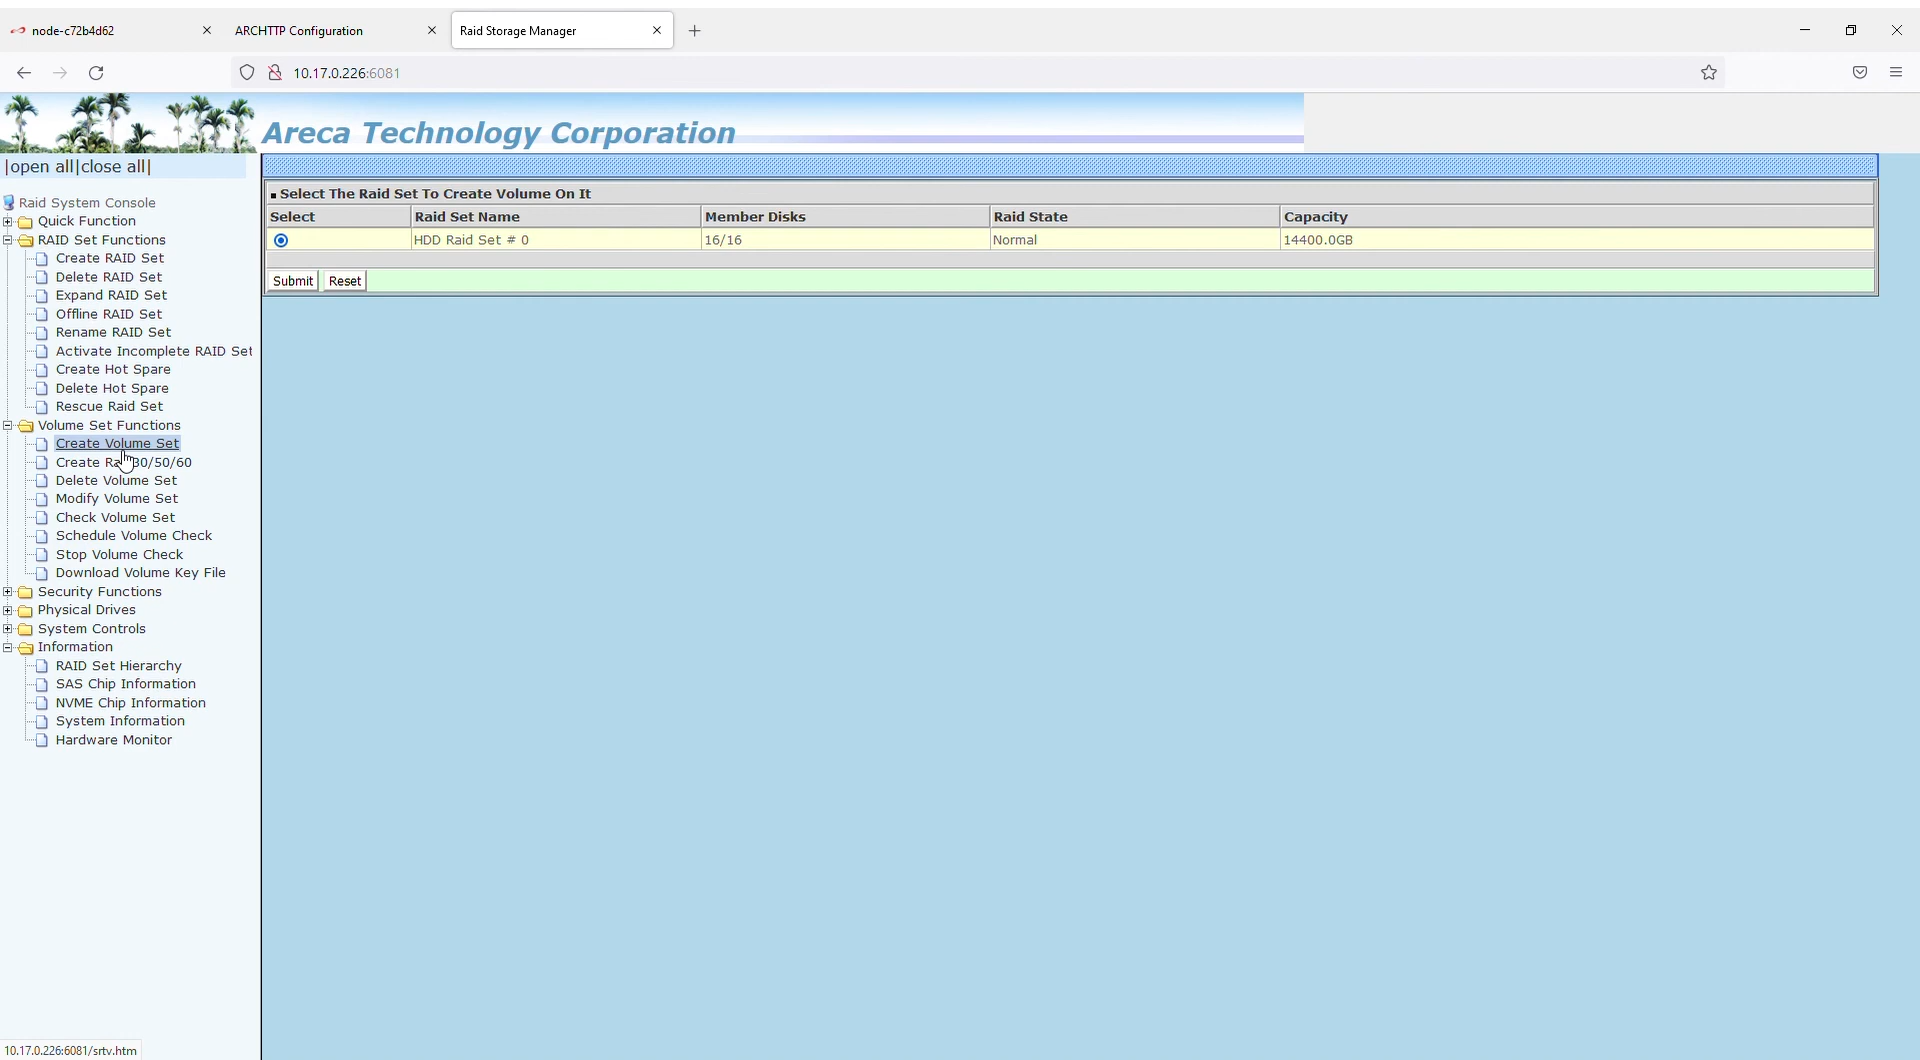 node-c72b4d62
ARCHTTP Configuration
Raid Storage Manager
10.17.0.226:6081
Areca Technology Corporation
|open all|close all|
Raid System Console
Quick Function
RAID Set Functions
Create RAID Set
Delete RAID Set
Expand RAID Set
Offline RAID Set
Rename RAID Set
Activate Incomplete RAID Set
Create Hot Spare
Delete Hot Spare
Rescue Raid Set
Volume Set Functions
Create Volume Set
Create Ra 30/50/60
Delete Volume Set
Modify Volume Set
Check Volume Set
Schedule Volume Check
Stop Volume Check
Download Volume Key File
Security Functions
Physical Drives
System Controls
Information
RAID Set Hierarchy
SAS Chip Information
NVME Chip Information
System Information
Hardware Monitor
Select The Raid Set To Create Volume On It
Select Raid Set Name Member Disks Raid State Capacity
HDD Raid Set # 0 16/16 Normal 14400.0GB
Submit Reset
10.17.0.226:6081/srtv.htm